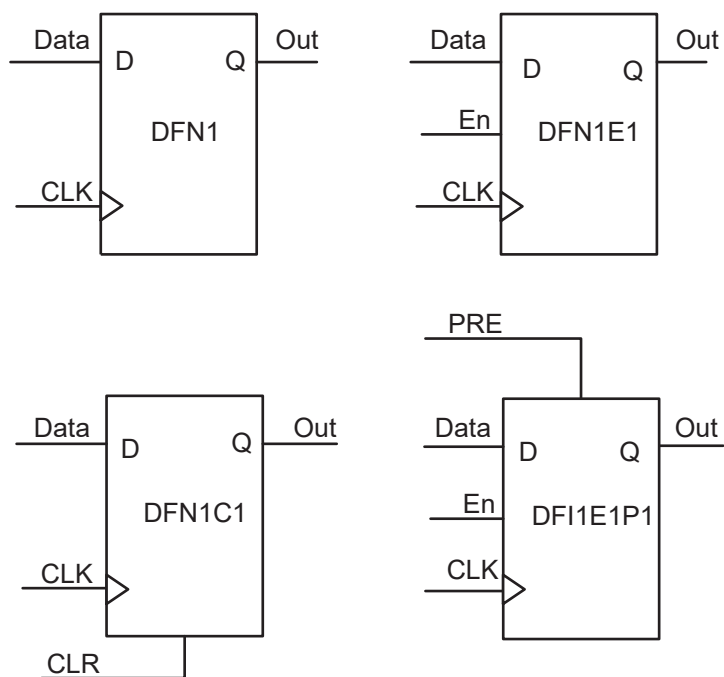 Data
D
Q
Out
DFN1
CLK
Data
D
Q
Out
En
DFN1E1
CLK
Data
D
Q
Out
DFN1C1
CLK
CLR
PRE
Data
D
Q
Out
En
DFI1E1P1
CLK